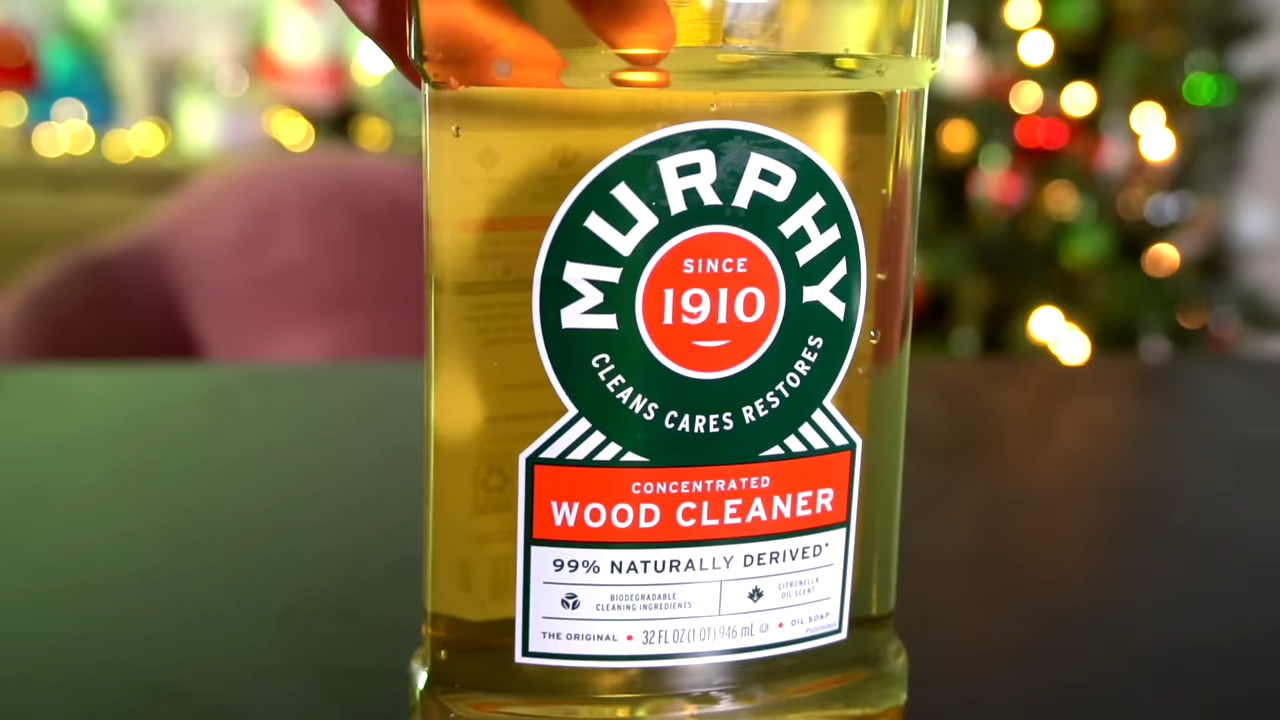 MURPHY
SINCE
1910
CLEANS CARES RESTORES
CONCENTRATED
WOOD CLEANER
99% NATURALLY DERIVED*
BIODEGRADABLE
CLEANING INGREDIENTS
CITRONELLA
OIL SCENT
THE ORIGINAL • 32 FL OZ (1 QT) 946 mL • OIL SOAP